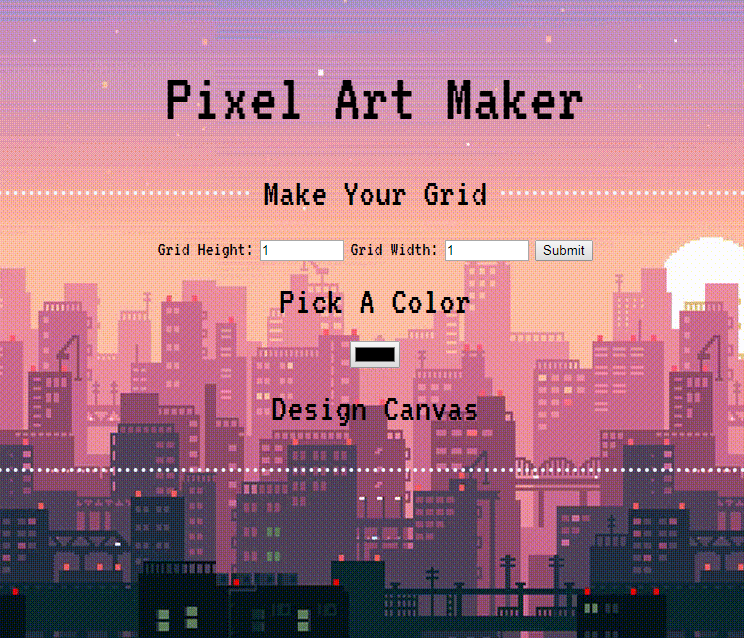 Pixel Art Maker
Make Your Grid
Grid Height: 1 Grid Width: 1 Submit
Pick A Color
Design Canvas